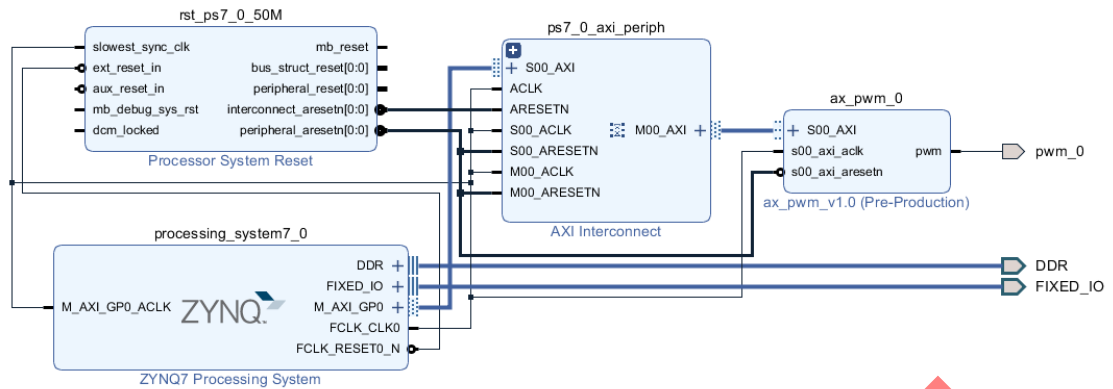 rst_ps7_0_50M
slowest_sync_clk
ext_reset_in
aux_reset_in
mb_debug_sys_rst
dcm_locked
mb_reset
bus_struct_reset[0:0]
peripheral_reset[0:0]
interconnect_aresetn[0:0]
peripheral_aresetn[0:0]
Processor System Reset
ps7_0_axi_periph
S00_AXI
ACLK
ARESETN
S00_ACLK
S00_ARESETN
M00_ACLK
M00_ARESETN
M00_AXI
AXI Interconnect
ax_pwm_0
S00_AXI
s00_axi_aclk
s00_axi_aresetn
pwm
ax_pwm_v1.0 (Pre-Production)
pwm_0
processing_system7_0
M_AXI_GP0_ACLK
ZYNQ
DDR
FIXED_IO
M_AXI_GP0
FCLK_CLK0
FCLK_RESET0_N
ZYNQ7 Processing System
DDR
FIXED_IO